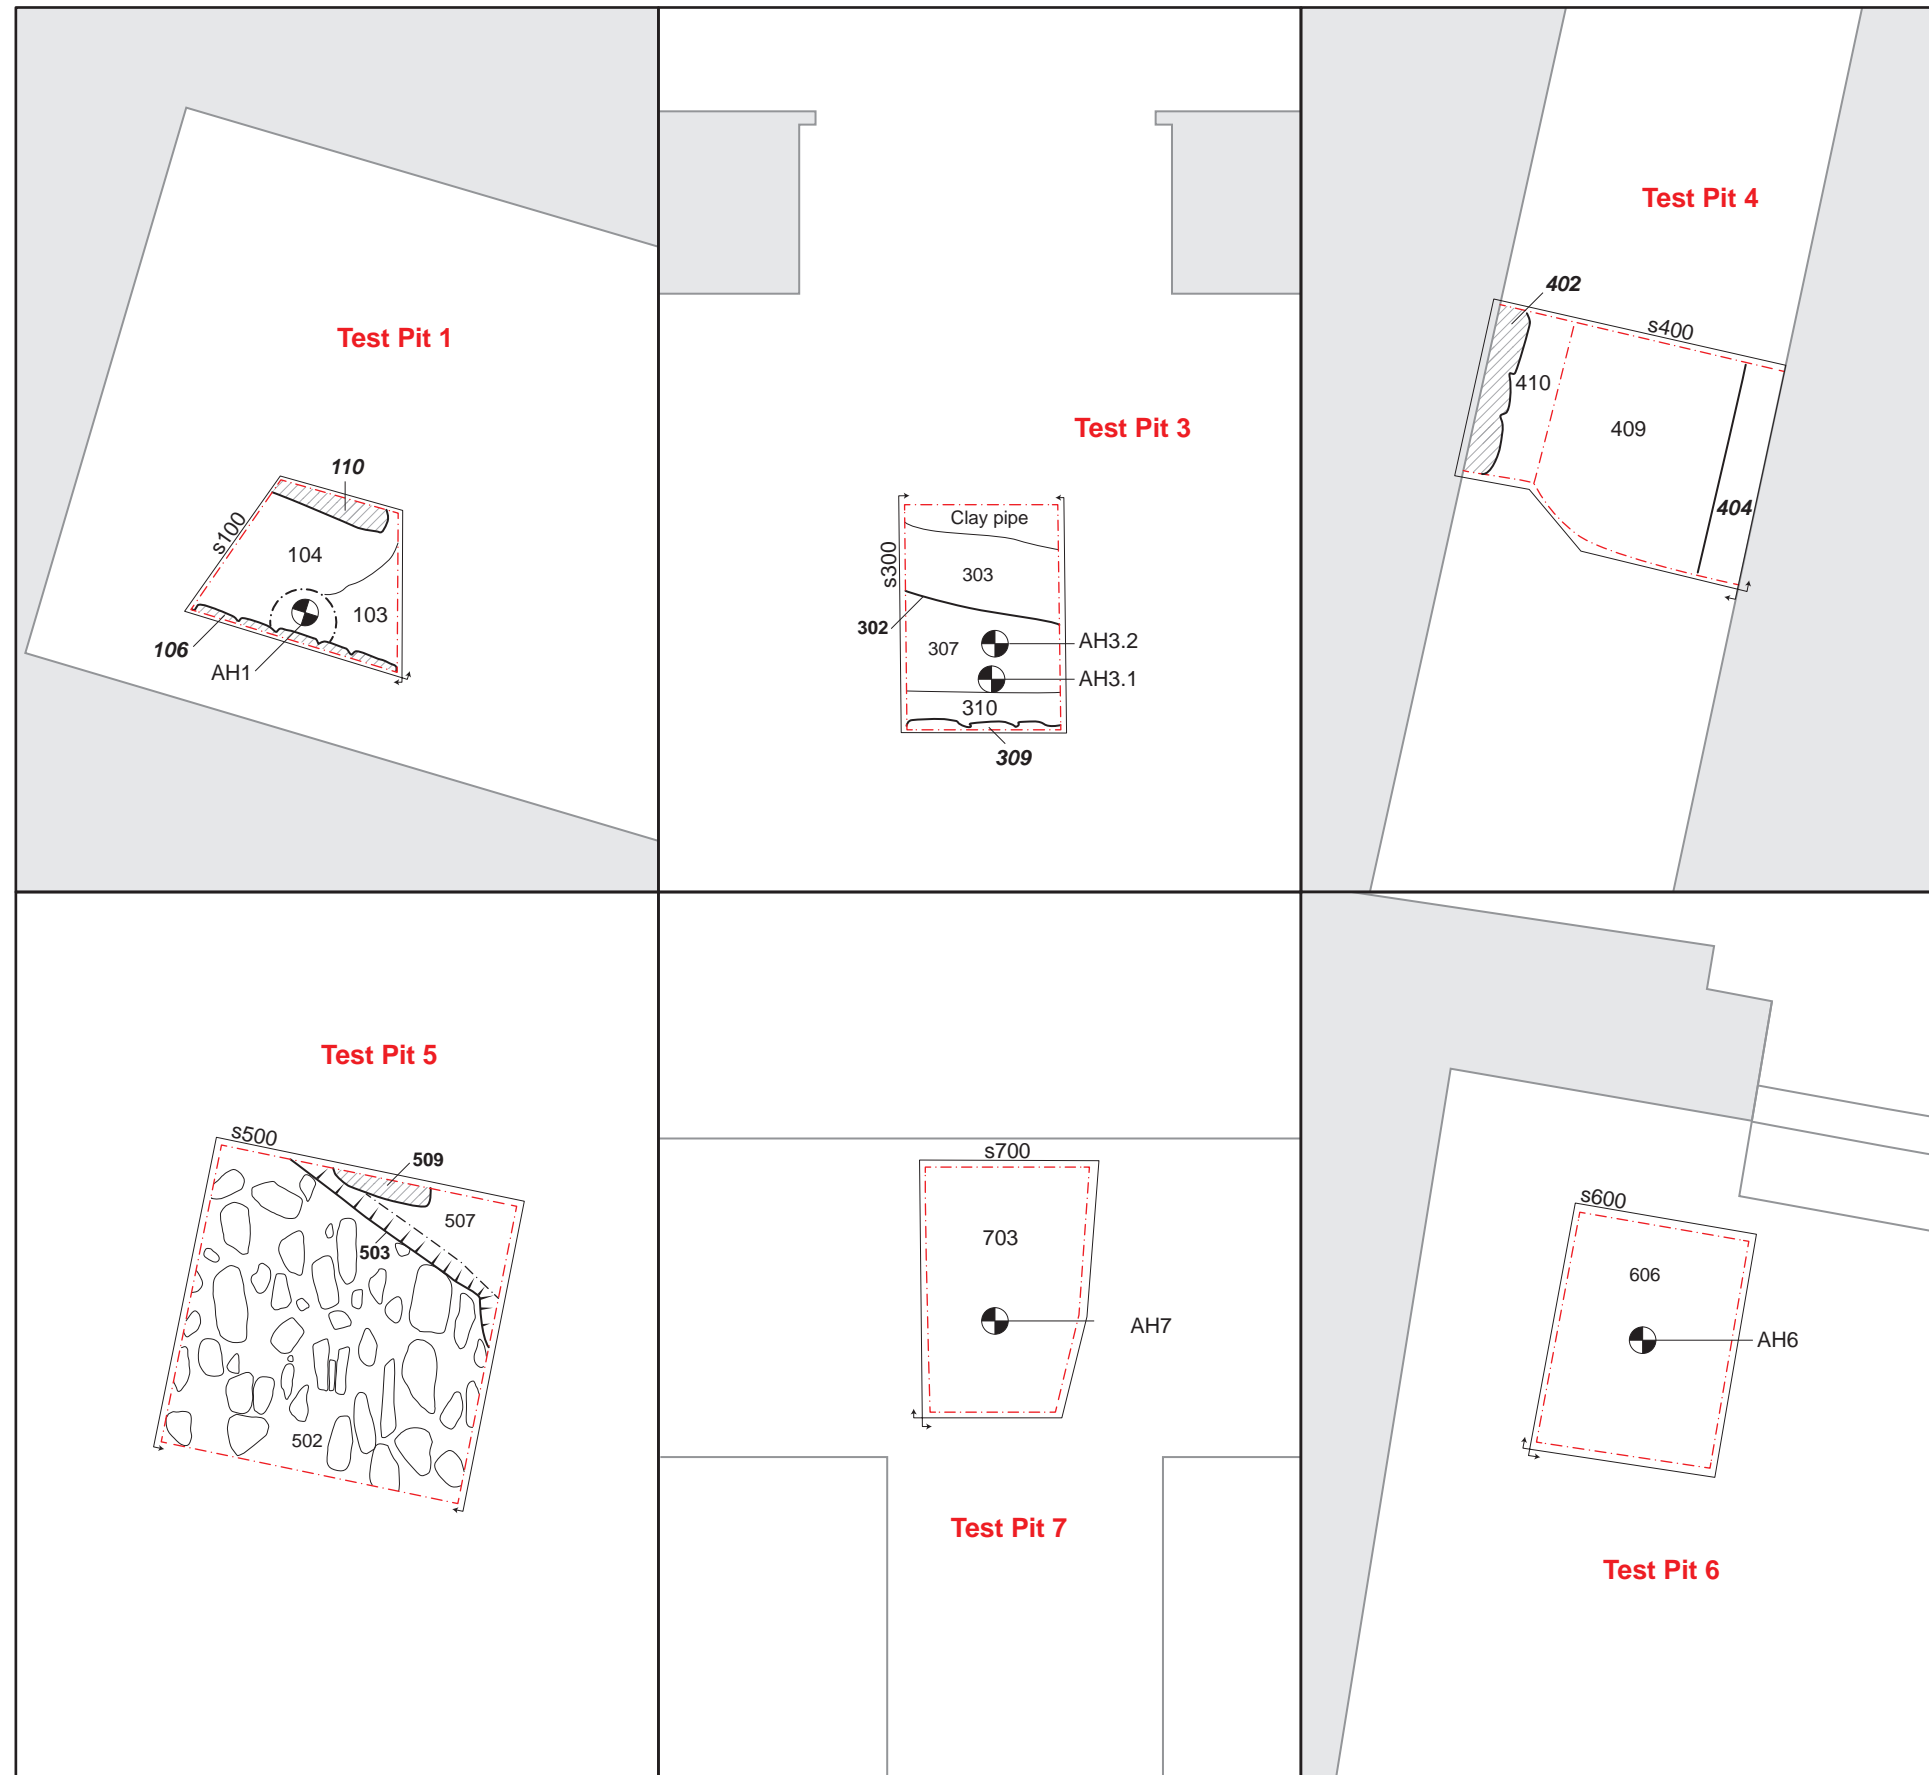 Test Pit 1
110
s100
104
103
106
AH1
Test Pit 3
Clay pipe
s300
303
302
307
AH3.2
AH3.1
310
309
Test Pit 4
402
s400
410
409
404
Test Pit 5
s500
509
507
503
502
s700
703
AH7
Test Pit 7
s600
606
AH6
Test Pit 6